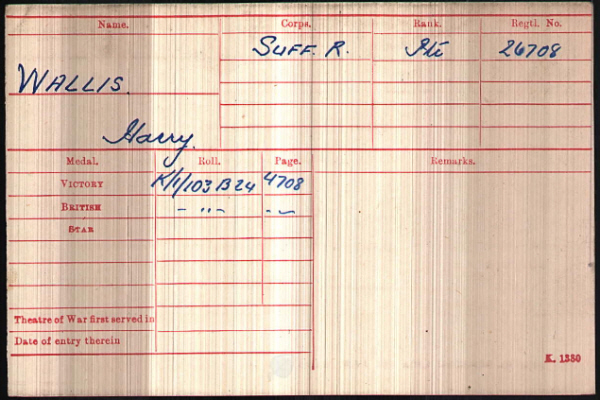 Name. Corps. Rank. Regtl. No.
SUFF. R. Pte 26708
WALLIS.
Harry.
Medal. Roll. Page. Remarks.
VICTORY K/1/103 B24 4708
BRITISH - " - - " -
STAR
Theatre of War first served in
Date of entry therein
K. 1380